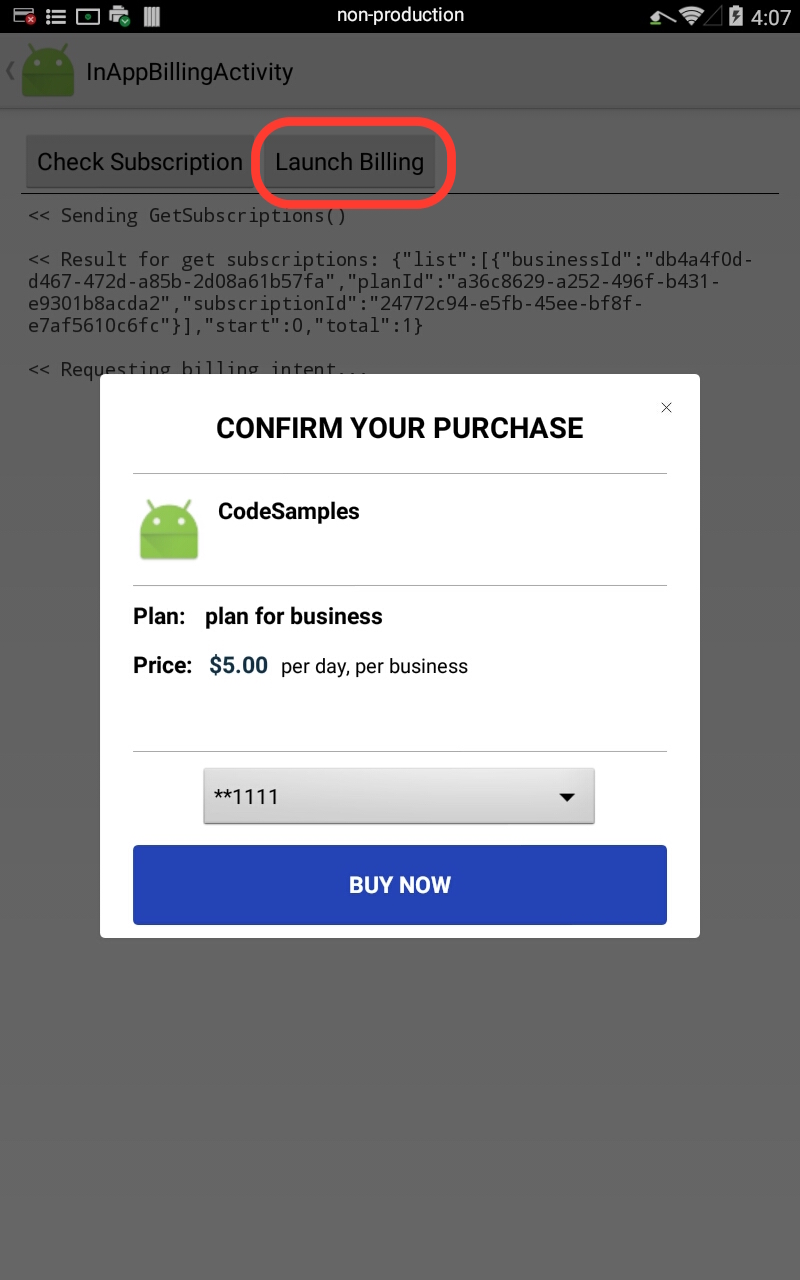 non-production
4:07
InAppBillingActivity
Check Subscription
Launch Billing
<< Sending GetSubscriptions()
<< Result for get subscriptions: {"list":[{"businessId":"db4a4f0d-
d467-472d-a85b-2d08a61b57fa","planId":"a36c8629-a252-496f-b431-
e9301b8acda2","subscriptionId":"24772c94-e5fb-45ee-bf8f-
e7af5610c6fc"}],"start":0,"total":1}
<< Requesting billing intent...
CONFIRM YOUR PURCHASE
CodeSamples
Plan: plan for business
Price: $5.00 per day, per business
**1111
BUY NOW